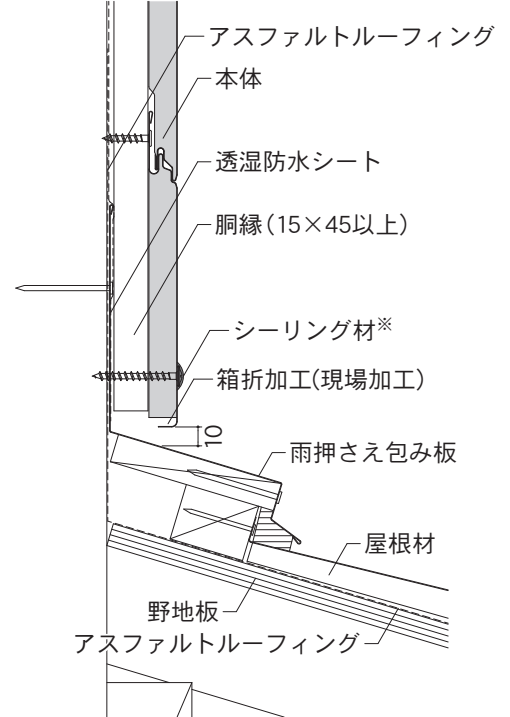 アスファルトルーフィング
本体
透湿防水シート
胴縁(15×45以上)
シーリング材※
箱折加工(現場加工)
10
雨押さえ包み板
屋根材
野地板
アスファルトルーフィング